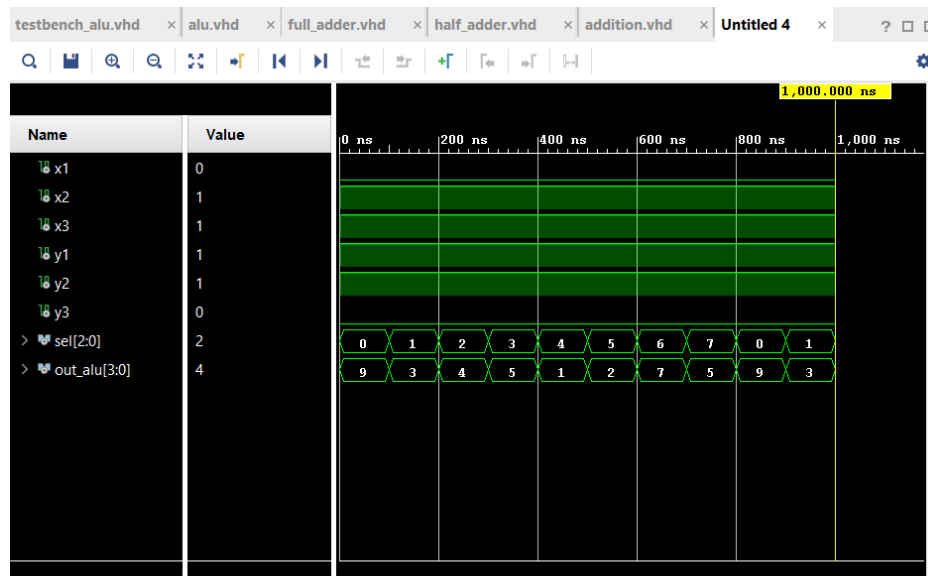 testbench_alu.vhd × alu.vhd × full_adder.vhd × half_adder.vhd × addition.vhd × Untitled 4 × ?
1,000.000 ns
Name Value
0 ns 200 ns 400 ns 600 ns 800 ns 1,000 ns
x1 0
x2 1
x3 1
y1 1
y2 1
y3 0
> sel[2:0] 2 0 1 2 3 4 5 6 7 0 1
> out_alu[3:0] 4 9 3 4 5 1 2 7 5 9 3